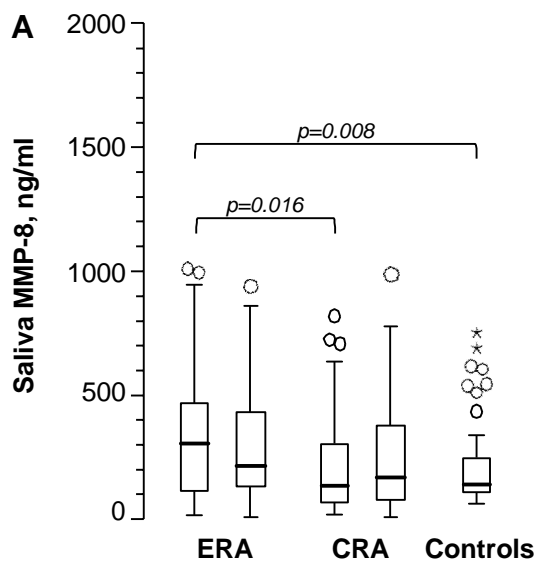 A
2000
1500
1000
500
0
Saliva MMP-8, ng/ml
p=0.008
p=0.016
ERA CRA Controls